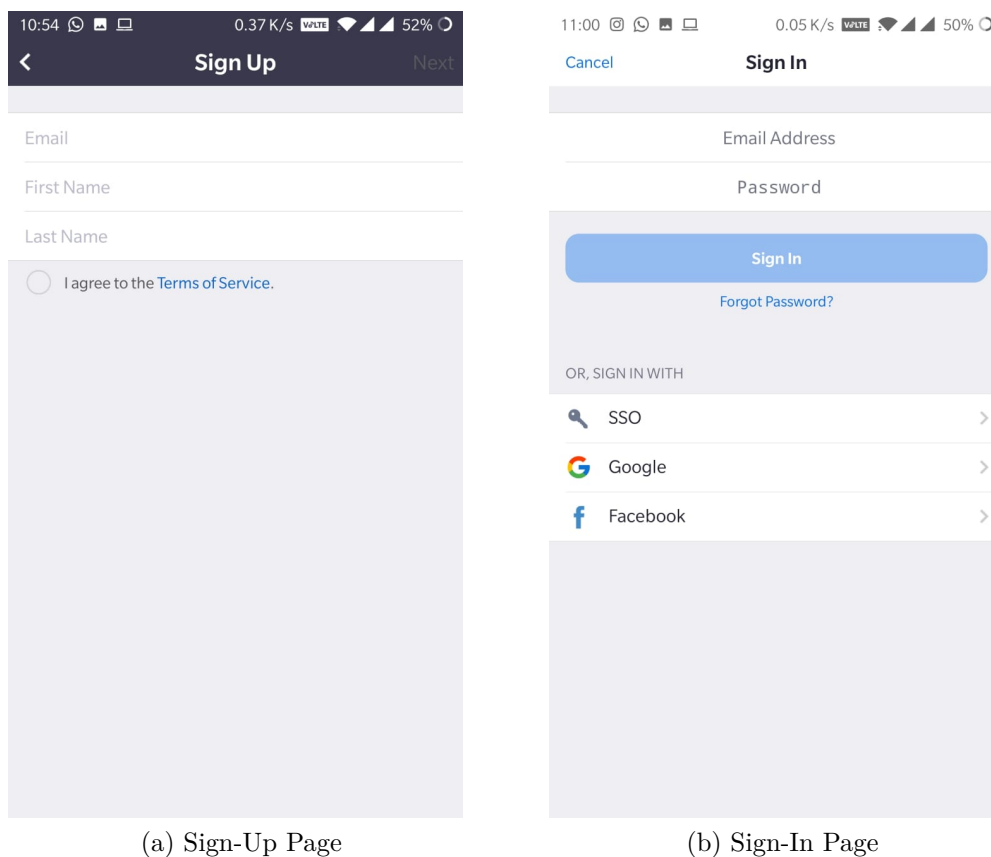 10:54 0.37 K/s VoLTE 52%
Sign Up Next
Email
First Name
Last Name
I agree to the Terms of Service.
(a) Sign-Up Page
11:00 0.05 K/s VoLTE 50%
Cancel Sign In
Email Address
Password
Sign In
Forgot Password?
OR, SIGN IN WITH
SSO
Google
Facebook
(b) Sign-In Page